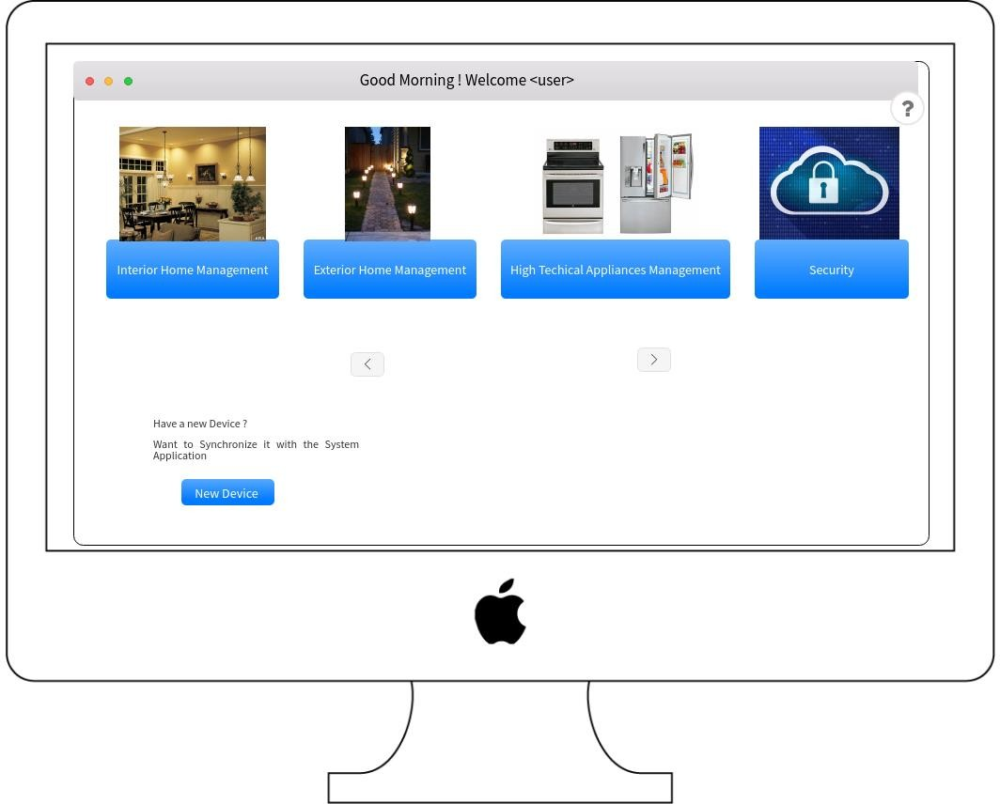 Good Morning ! Welcome <user>
?
Interior Home Management
Exterior Home Management
High Techical Appliances Management
Security
Have a new Device ?
Want to Synchronize it with the System
Application
New Device